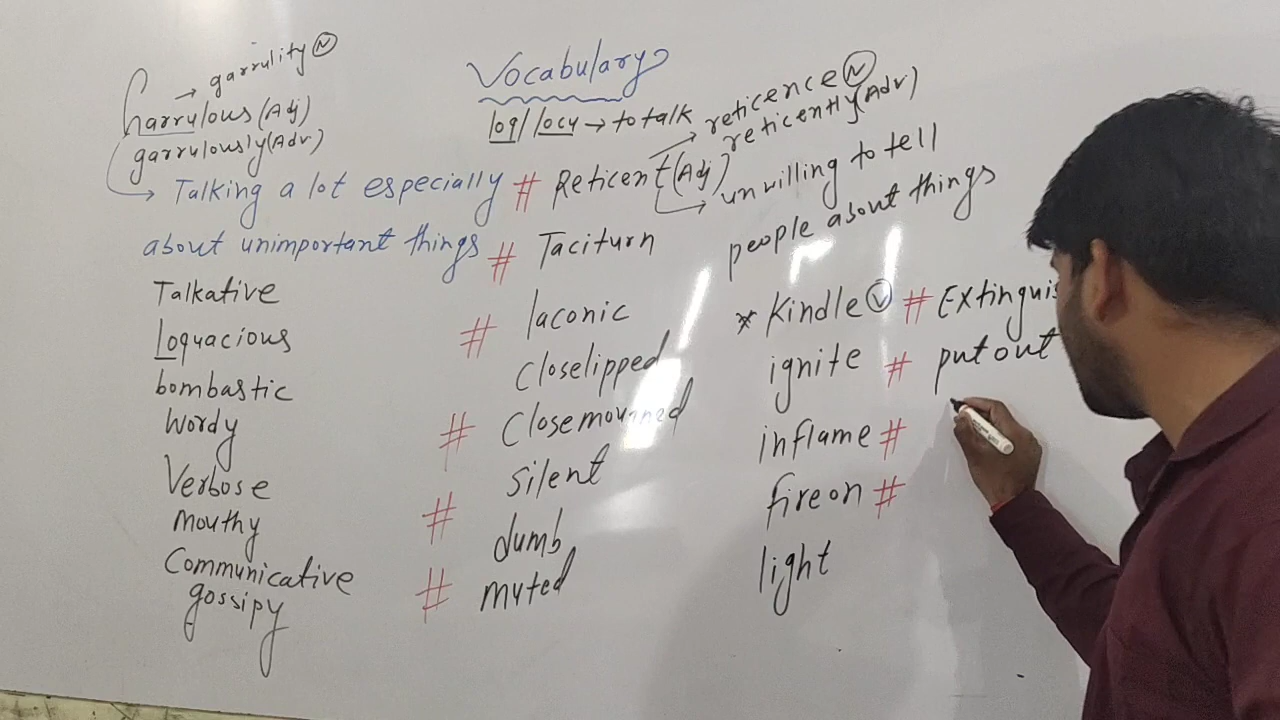 Vocabulary
log/locy → to talk
→ garrulity (N)
Garrulous (Adj)
garrulously (Adv)
→ Talking a lot especially
about unimportant things
Talkative
Loquacious
bombastic
Wordy
Verbose
Mouthy
Communicative
gossipy
# Reticent (Adj)
→ reticence (N)
reticently (Adv)
→ unwilling to tell
people about things
# Taciturn
# laconic
Closelipped
# Closemouthed
silent
# dumb
# muted
* Kindle (V) # Extinguis
ignite # put out
inflame #
fire on #
light